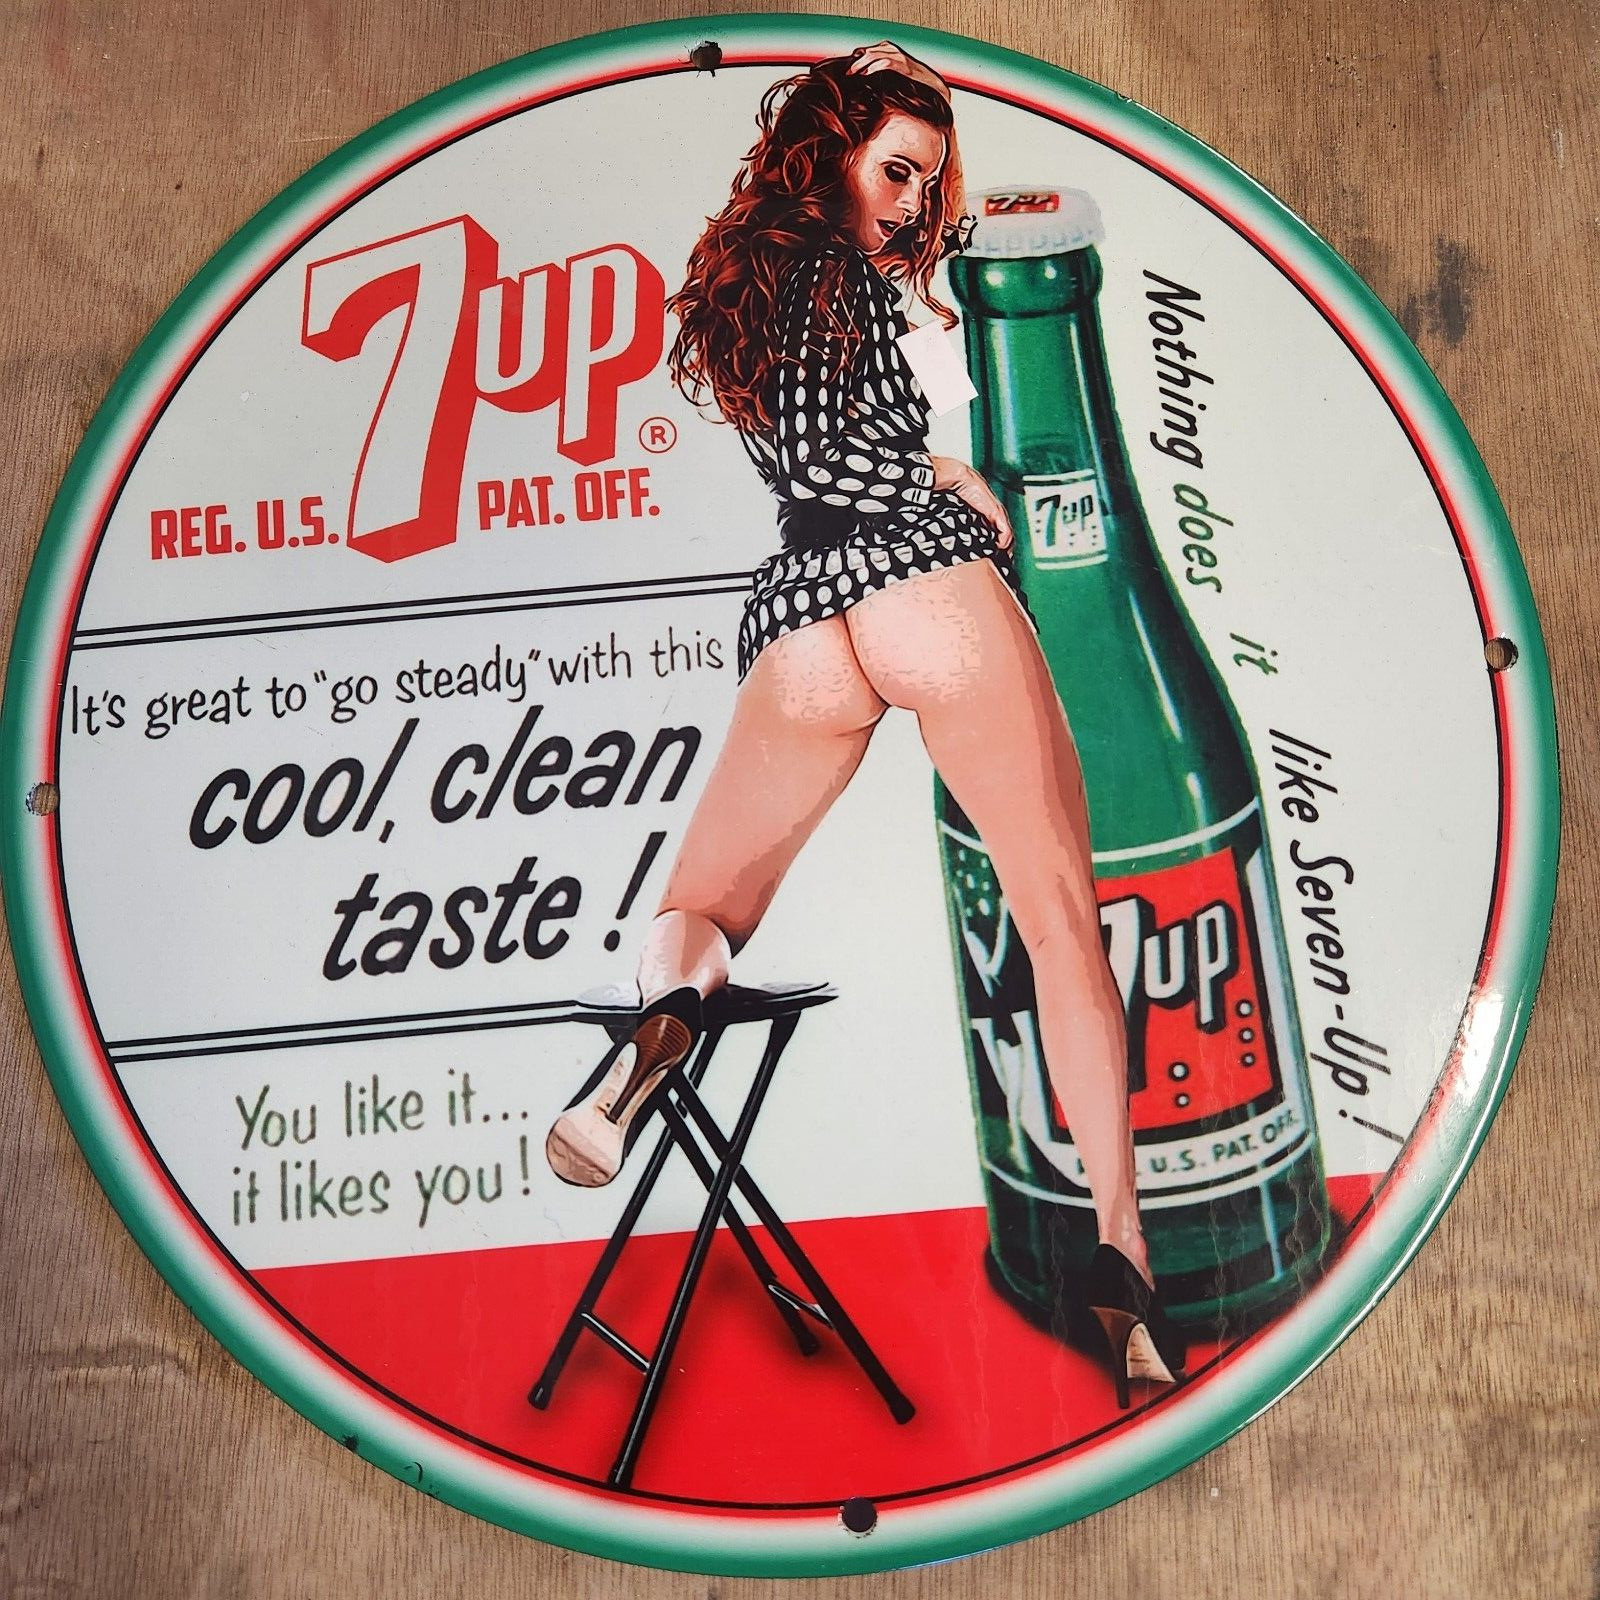 7up
®
REG. U.S. PAT. OFF.
It's great to "go steady" with this
cool, clean
taste!
You like it...
it likes you!
7up
7up
7up
U.S. PAT. OFF.
Nothing does it like Seven-Up!